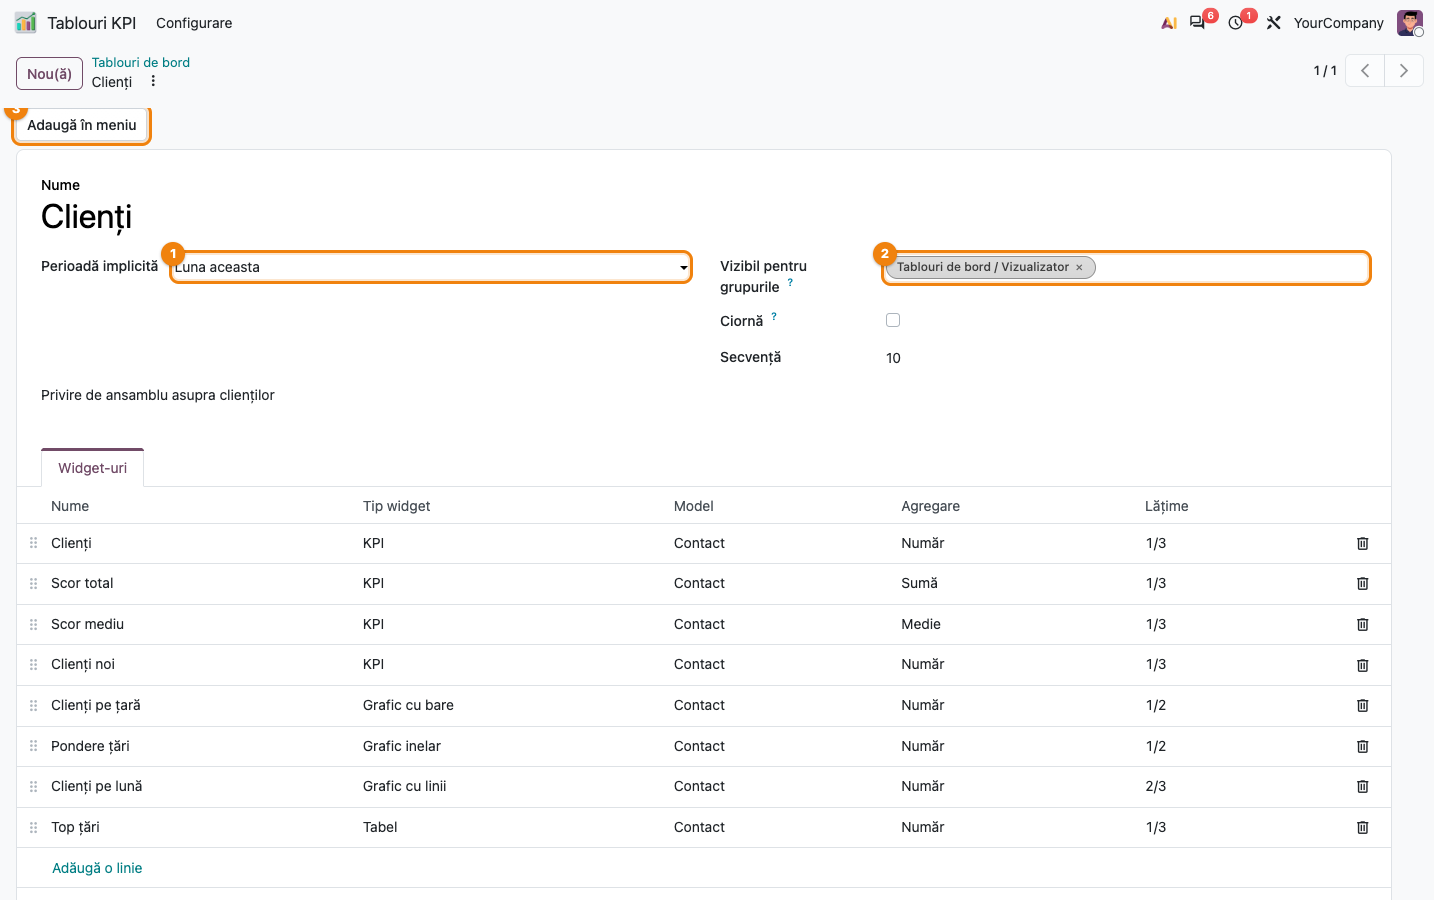 Tablouri KPI Configurare AI 6 1 YourCompany
Nou(ă) Tablouri de bord
Clienți 1 / 1
3
Adaugă în meniu
Nume
Clienți
Perioadă implicită 1 Luna aceasta
Vizibil pentru grupurile ? 2 Tablouri de bord / Vizualizator ×
Ciornă ?
Secvență 10
Privire de ansamblu asupra clienților
Widget-uri
Nume Tip widget Model Agregare Lățime
Clienți KPI Contact Număr 1/3
Scor total KPI Contact Sumă 1/3
Scor mediu KPI Contact Medie 1/3
Clienți noi KPI Contact Număr 1/3
Clienți pe țară Grafic cu bare Contact Număr 1/2
Pondere țări Grafic inelar Contact Număr 1/2
Clienți pe lună Grafic cu linii Contact Număr 2/3
Top țări Tabel Contact Număr 1/3
Adăugă o linie